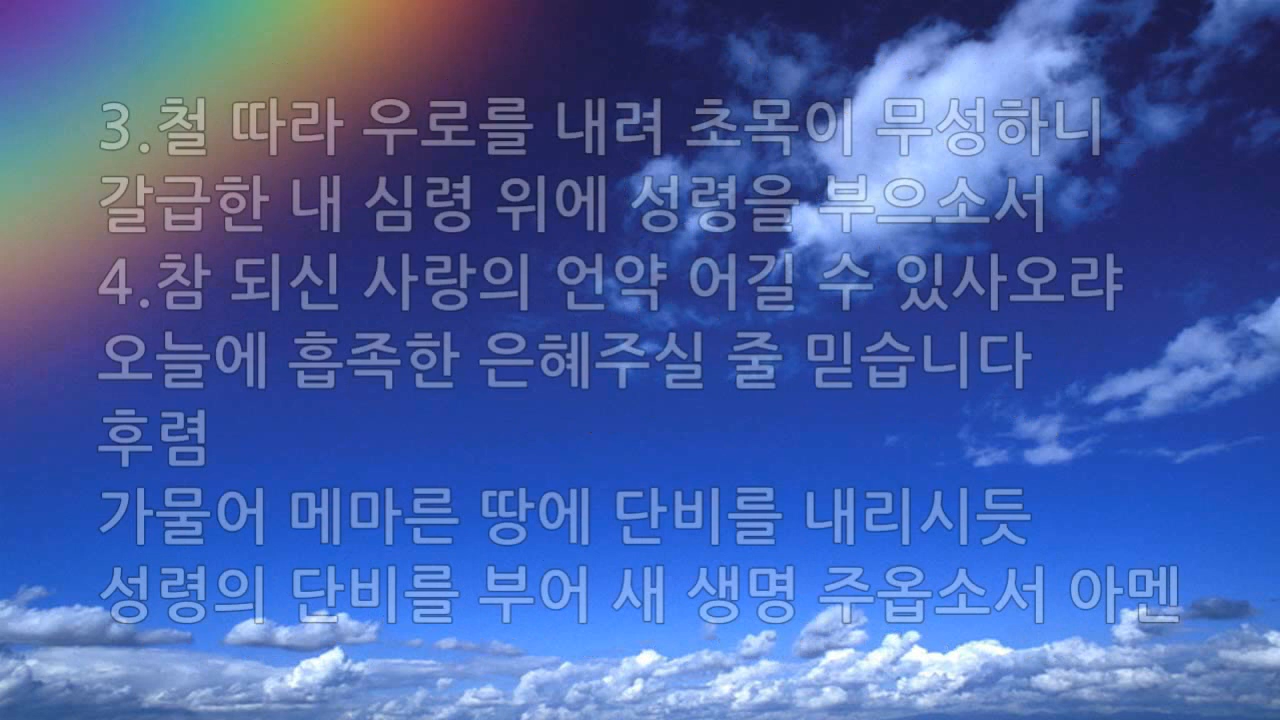 3.철 따라 우로를 내려 초목이 무성하니
갈급한 내 심령 위에 성령을 부으소서
4.참 되신 사랑의 언약 어길 수 있사오랴
오늘에 흡족한 은혜주실 줄 믿습니다
후렴
가물어 메마른 땅에 단비를 내리시듯
성령의 단비를 부어 새 생명 주옵소서 아멘